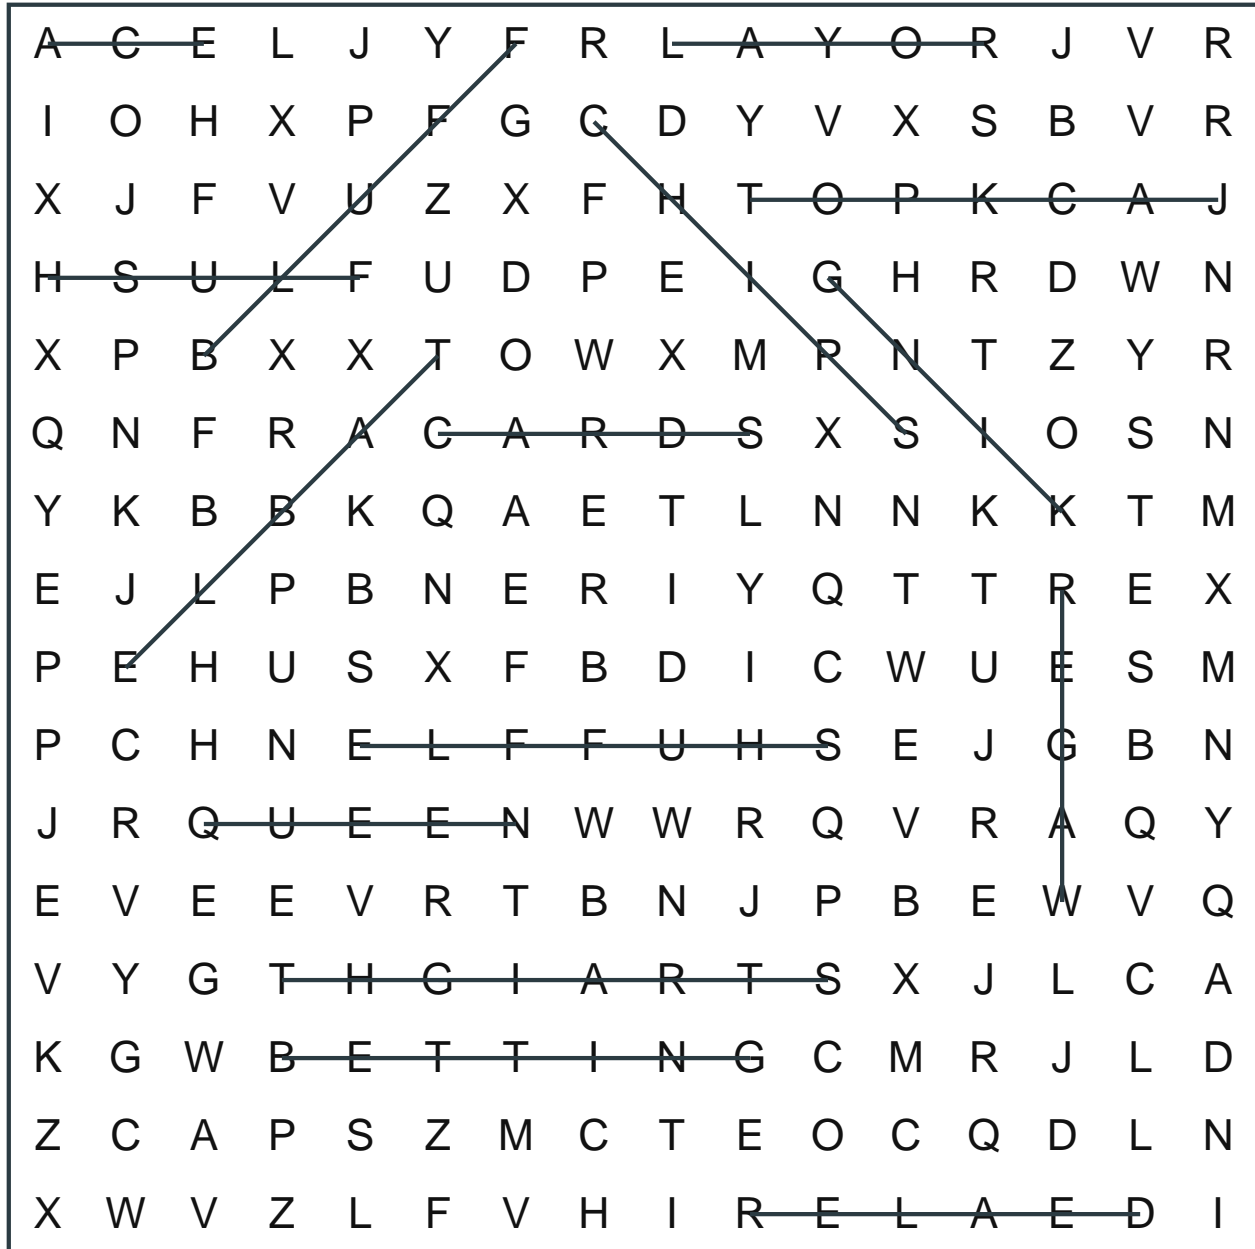 A C E L J Y F R L A Y O R J V R
I O H X P F G C D Y V X S B V R
X J F V U Z X F H T O P K C A J
H S U L F U D P E I G H R D W N
X P B X X T O W X M P N T Z Y R
Q N F R A C A R D S X S I O S N
Y K B B K Q A E T L N N K K T M
E J L P B N E R I Y Q T T R E X
P E H U S X F B D I C W U E S M
P C H N E L F F U H S E J G B N
J R Q U E E N W W R Q V R A Q Y
E V E E V R T B N J P B E W V Q
V Y G T H G I A R T S X J L C A
K G W B E T T I N G C M R J L D
Z C A P S Z M C T E O C Q D L N
X W V Z L F V H I R E L A E D I